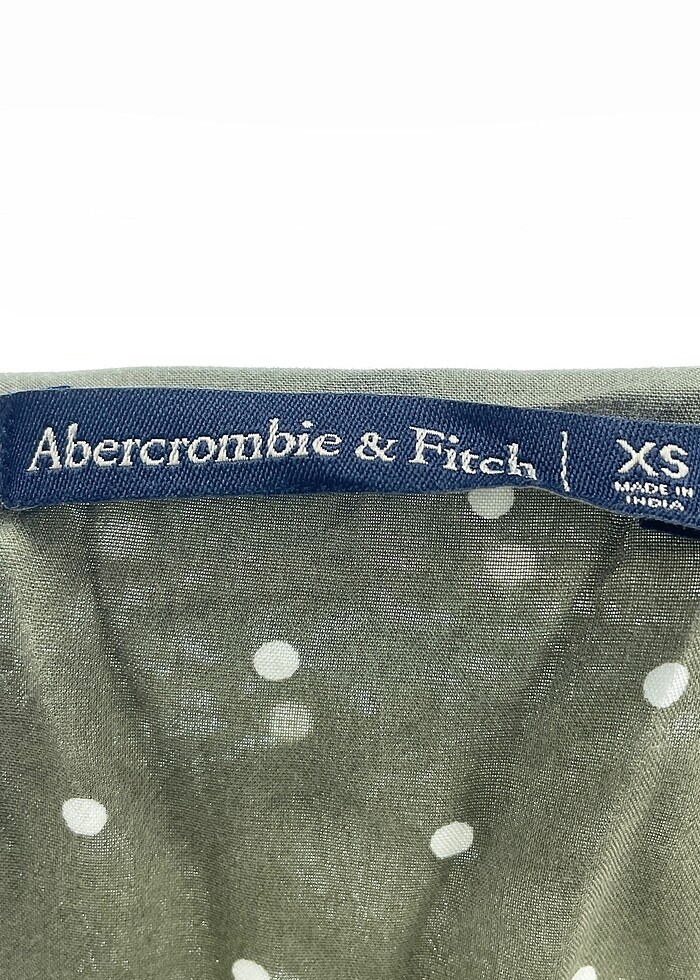 Abercrombie & Fitch | XS
MADE IN
INDIA